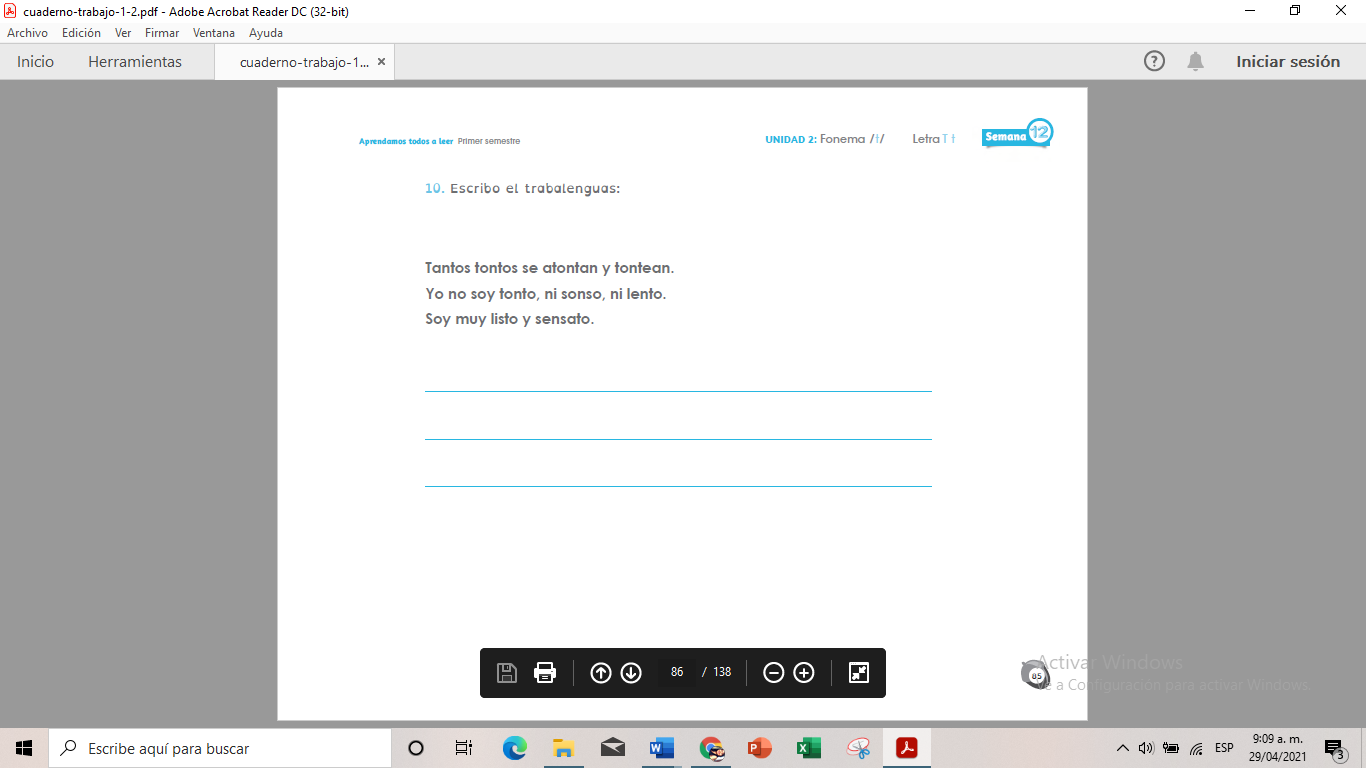 cuaderno-trabajo-1-2.pdf - Adobe Acrobat Reader DC (32-bit)
Archivo Edición Ver Firmar Ventana Ayuda
Inicio Herramientas cuaderno-trabajo-1... × ? Iniciar sesión
Aprendamos todos a leer Primer semestre UNIDAD 2: Fonema /t/ Letra T t Semana 12
10. Escribo el trabalenguas:
Tantos tontos se atontan y tontean.
Yo no soy tonto, ni sonso, ni lento.
Soy muy listo y sensato.
86 / 138
85
Activar Windows
Ve a Configuración para activar Windows.
Escribe aquí para buscar
ESP
9:09 a. m.
29/04/2021
3